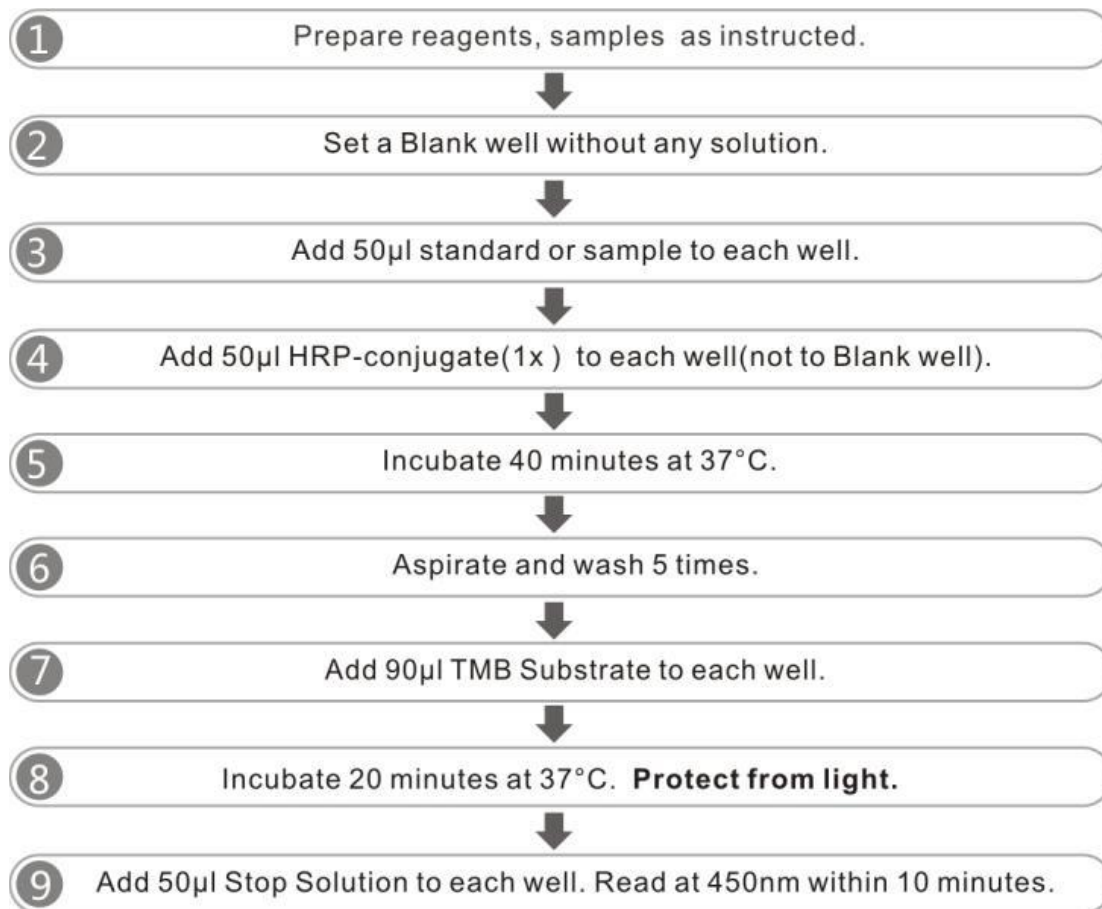 1 Prepare reagents, samples as instructed.
2 Set a Blank well without any solution.
3 Add 50µl standard or sample to each well.
4 Add 50µl HRP-conjugate(1x ) to each well(not to Blank well).
5 Incubate 40 minutes at 37°C.
6 Aspirate and wash 5 times.
7 Add 90µl TMB Substrate to each well.
8 Incubate 20 minutes at 37°C. Protect from light.
9 Add 50µl Stop Solution to each well. Read at 450nm within 10 minutes.